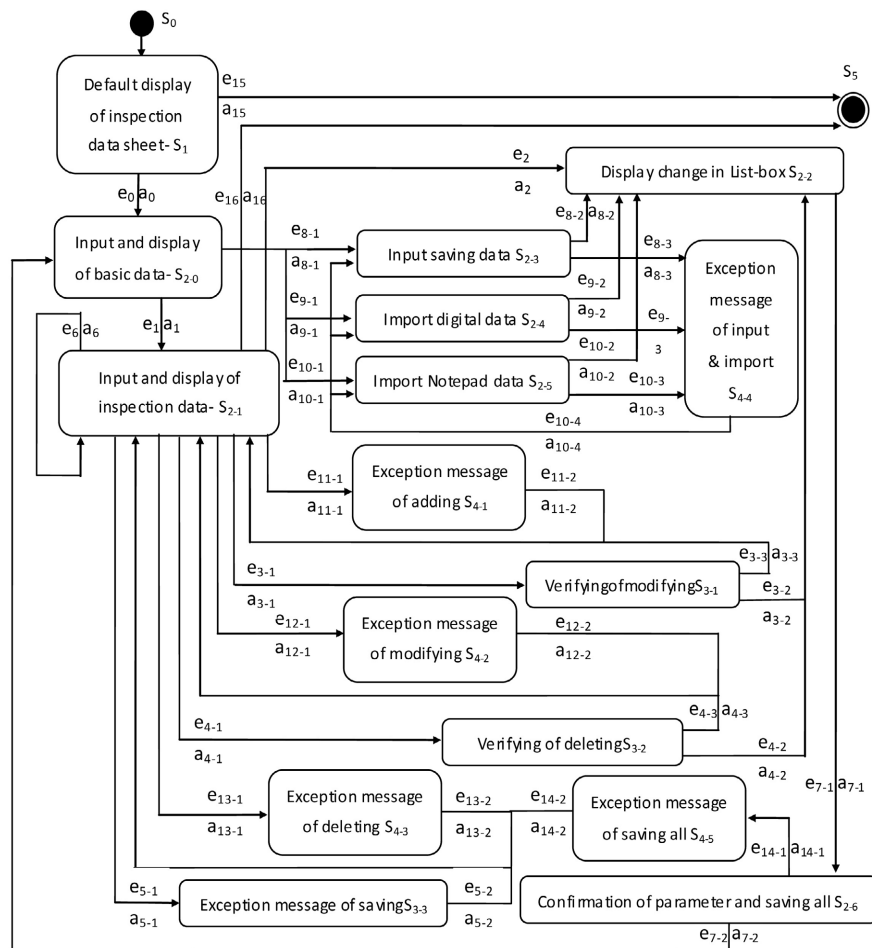 S0
Default display
of inspection
data sheet- S1
e15
a15
S5
e0 a0
e16 a16
e2
a2
Display change in List-box S2-2
Input and display
of basic data- S2-0
e8-1
a8-1
Input saving data S2-3
e8-2 a8-2
e8-3
a8-3
Exception
message
of input
& import
S4-4
e9-1
a9-1
Import digital data S2-4
e9-2
a9-2
e9-
3
e1 a1
e6 a6
Input and display of
inspection data- S2-1
e10-1
a10-1
Import Notepad data S2-5
e10-2
a10-2
e10-3
a10-3
e10-4
a10-4
e11-1
a11-1
Exception message
of adding S4-1
e11-2
a11-2
e3-1
a3-1
VerifyingofmodifyingS3-1
e3-3 a3-3
e3-2
a3-2
e12-1
a12-1
Exception message
of modifying S4-2
e12-2
a12-2
e4-1
a4-1
Verifying of deletingS3-2
e4-3 a4-3
e4-2
a4-2
e7-1 a7-1
e13-1
a13-1
Exception message
of deleting S4-3
e13-2
a13-2
e14-2
a14-2
Exception message
of saving all S4-5
e14-1 a14-1
e5-1
a5-1
Exception message of savingS3-3
e5-2
a5-2
Confirmation of parameter and saving all S2-6
e7-2 a7-2